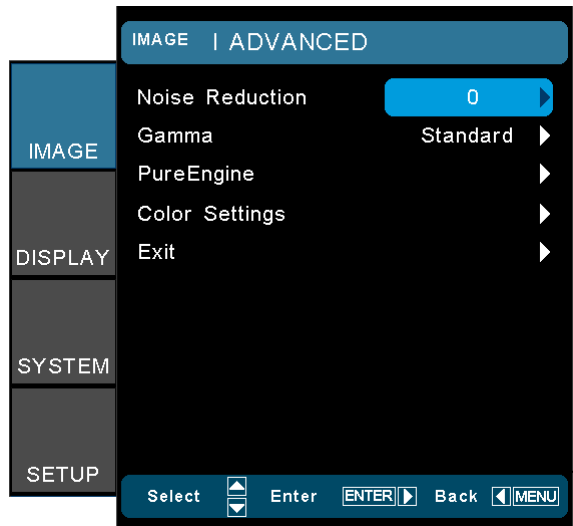 IMAGE | ADVANCED
Noise Reduction 0
Gamma Standard
PureEngine
Color Settings
Exit
IMAGE
DISPLAY
SYSTEM
SETUP
Select Enter ENTER Back MENU